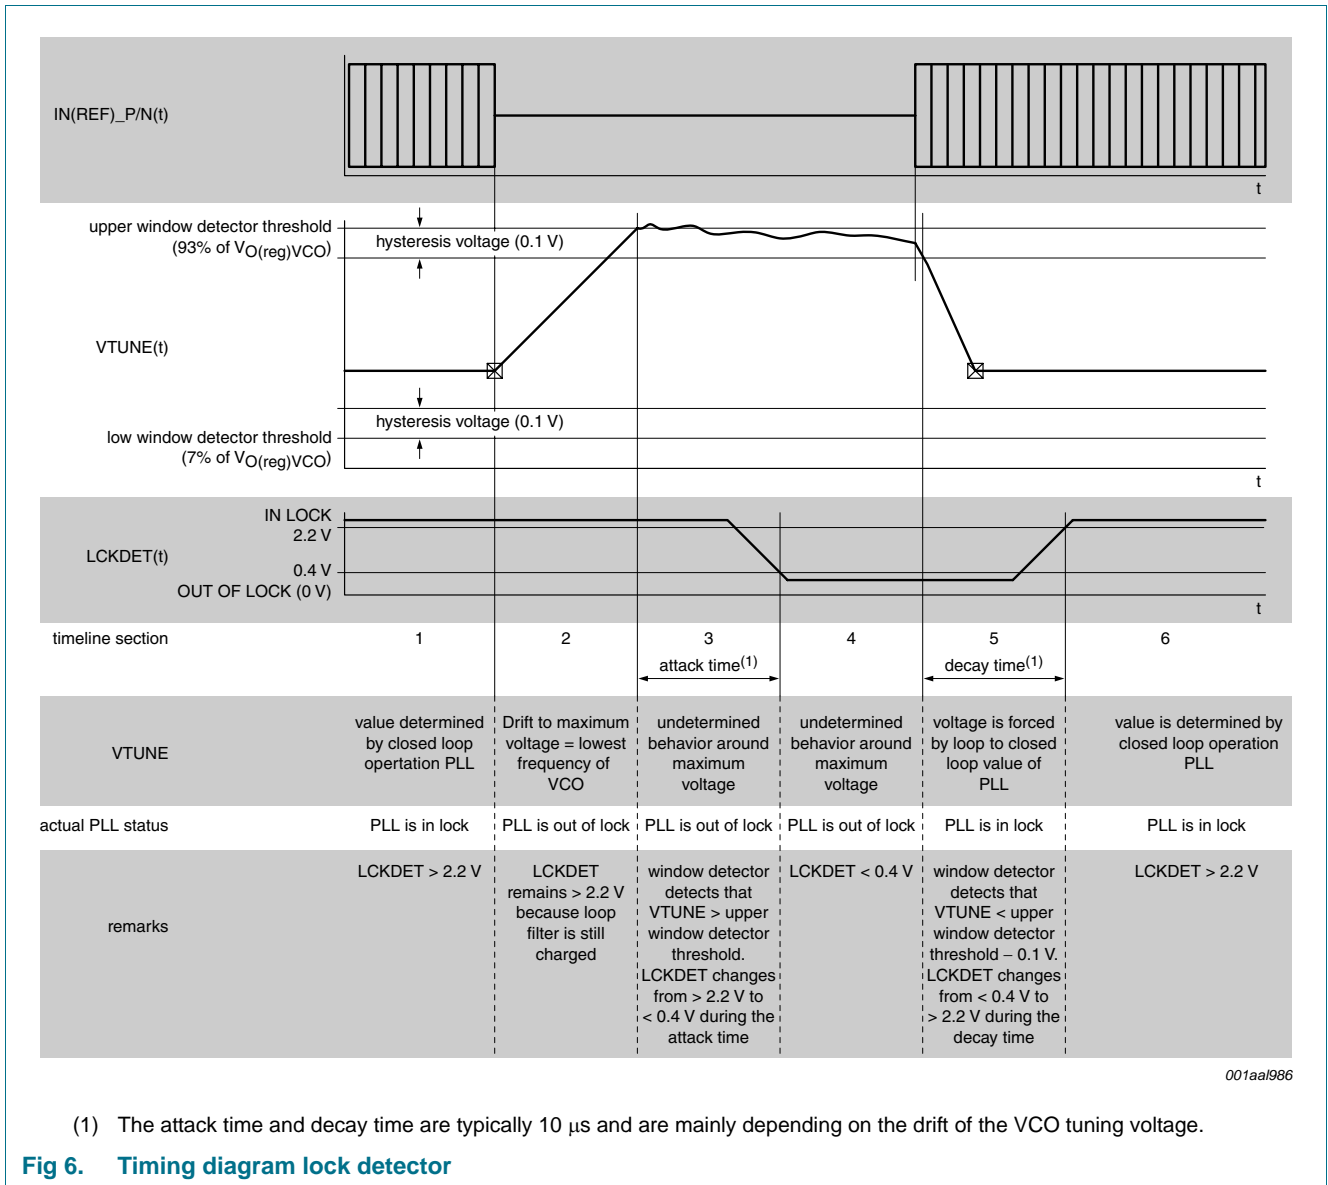 IN(REF)_P/N(t)
t
upper window detector threshold
(93% of VO(reg)VCO)
hysteresis voltage (0.1 V)
VTUNE(t)
hysteresis voltage (0.1 V)
low window detector threshold
(7% of VO(reg)VCO)
t
IN LOCK
2.2 V
LCKDET(t)
0.4 V
OUT OF LOCK (0 V)
t
timeline section 1 2 3 4 5 6
attack time(1) decay time(1)
VTUNE
value determined
by closed loop
opertation PLL
Drift to maximum
voltage = lowest
frequency of
VCO
undetermined
behavior around
maximum
voltage
undetermined
behavior around
maximum
voltage
voltage is forced
by loop to closed
loop value of
PLL
value is determined by
closed loop operation
PLL
actual PLL status PLL is in lock PLL is out of lock PLL is out of lock PLL is out of lock PLL is in lock PLL is in lock
remarks
LCKDET > 2.2 V
LCKDET
remains > 2.2 V
because loop
filter is still
charged
window detector
detects that
VTUNE > upper
window detector
threshold.
LCKDET changes
from > 2.2 V to
< 0.4 V during the
attack time
LCKDET < 0.4 V
window detector
detects that
VTUNE < upper
window detector
threshold – 0.1 V.
LCKDET changes
from < 0.4 V to
> 2.2 V during the
decay time
LCKDET > 2.2 V
001aal986
(1) The attack time and decay time are typically 10 μs and are mainly depending on the drift of the VCO tuning voltage.
Fig 6. Timing diagram lock detector